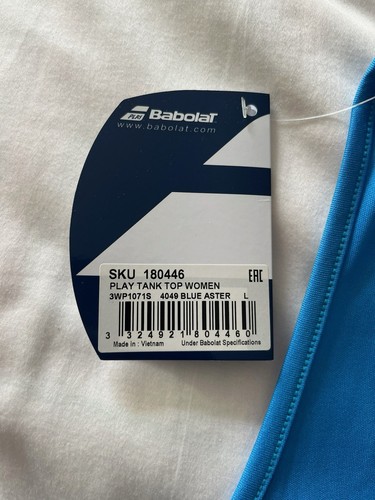 PLAY Babolat
www.babolat.com
SKU 180446
PLAY TANK TOP WOMEN EAC
3WP1071S 4049 BLUE ASTER L
3 324921 804460
Made In : Vietnam Under Babolat Specifications